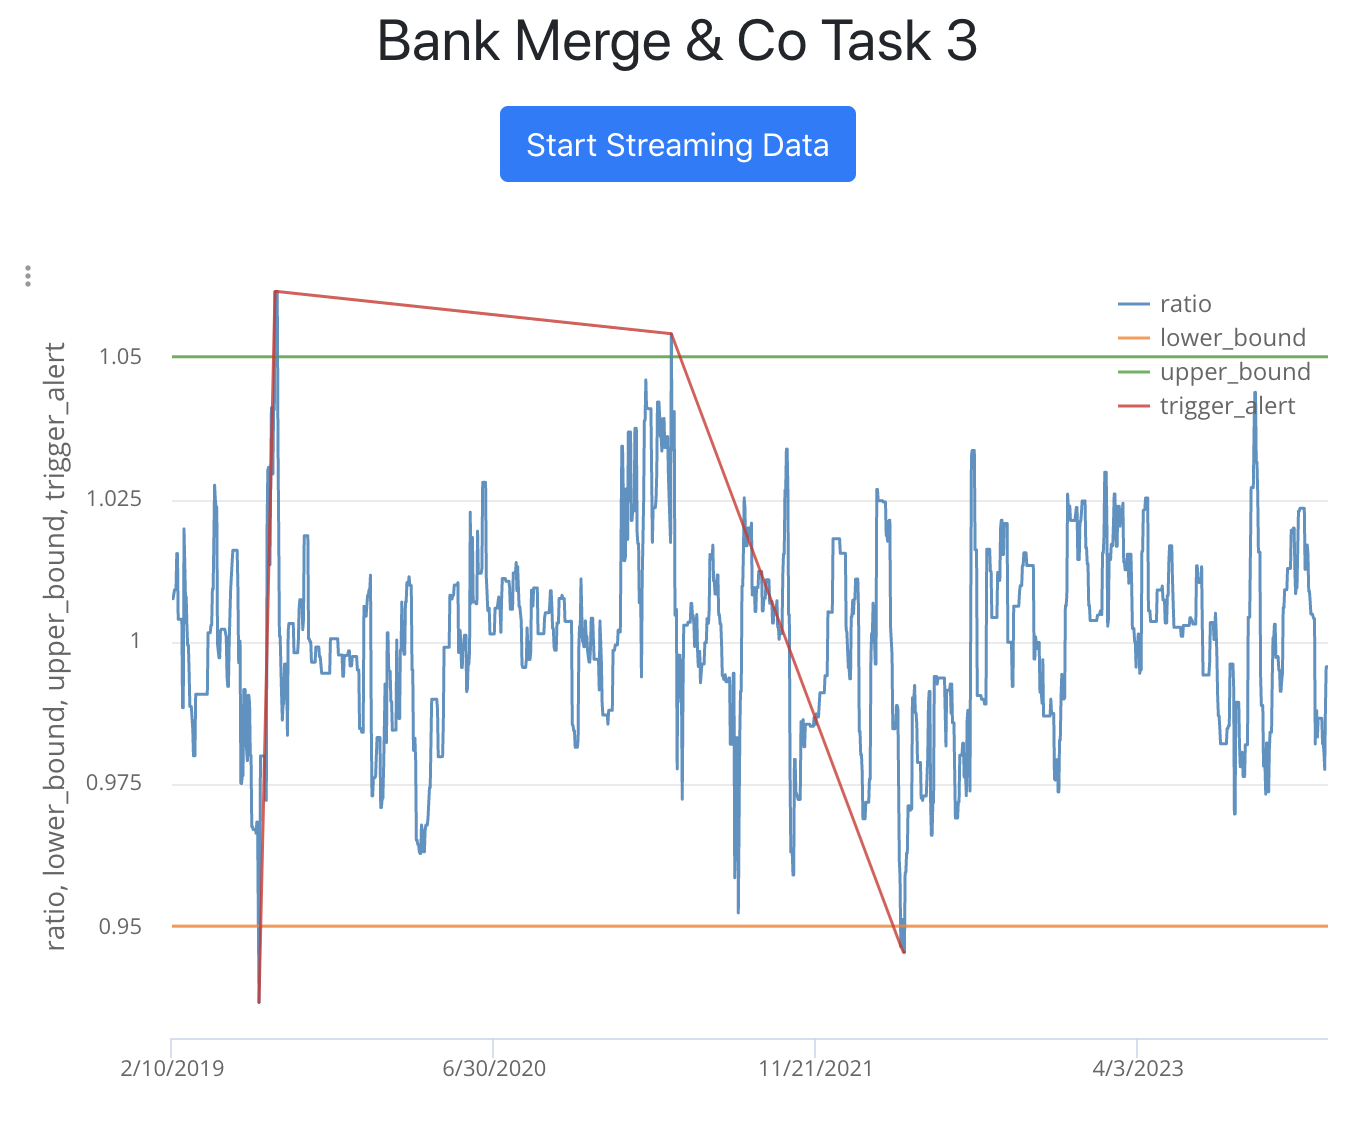 Bank Merge & Co Task 3
Start Streaming Data
ratio, lower_bound, upper_bound, trigger_alert
ratio
lower_bound
upper_bound
trigger_alert
1.05
1.025
1
0.975
0.95
2/10/2019
6/30/2020
11/21/2021
4/3/2023